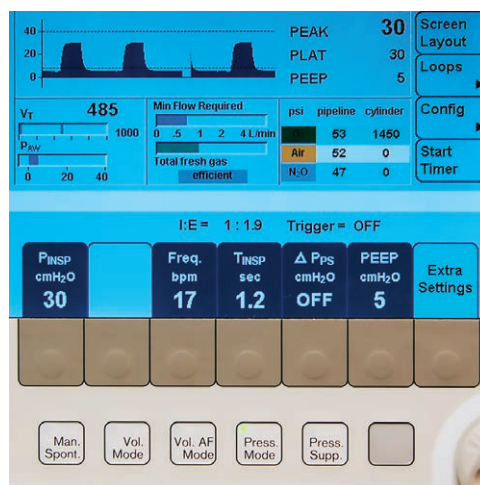 40
20
0
PEAK 30
PLAT 30
PEEP 5
Screen
Layout
Loops
Config
Start
Timer
VT 485
1000
PAW
0 20 40
Min Flow Required
0 .5 1 2 4 L/min
Total fresh gas
efficient
psi pipeline cylinder
53 1450
Air 52 0
N2O 47 0
I:E = 1 : 1.9 Trigger = OFF
PINSP
cmH2O
30
Freq.
bpm
17
TINSP
sec
1.2
Δ PPS
cmH2O
OFF
PEEP
cmH2O
5
Extra
Settings
Man.
Spont.
Vol.
Mode
Vol. AF
Mode
Press.
Mode
Press.
Supp.